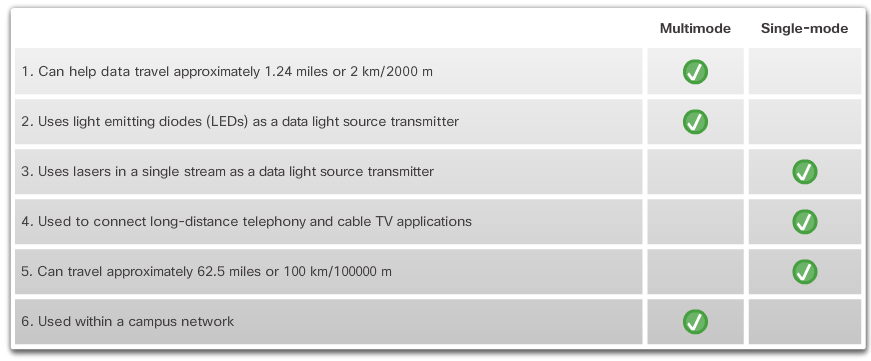 Multimode Single-mode
1. Can help data travel approximately 1.24 miles or 2 km/2000 m
2. Uses light emitting diodes (LEDs) as a data light source transmitter
3. Uses lasers in a single stream as a data light source transmitter
4. Used to connect long-distance telephony and cable TV applications
5. Can travel approximately 62.5 miles or 100 km/100000 m
6. Used within a campus network